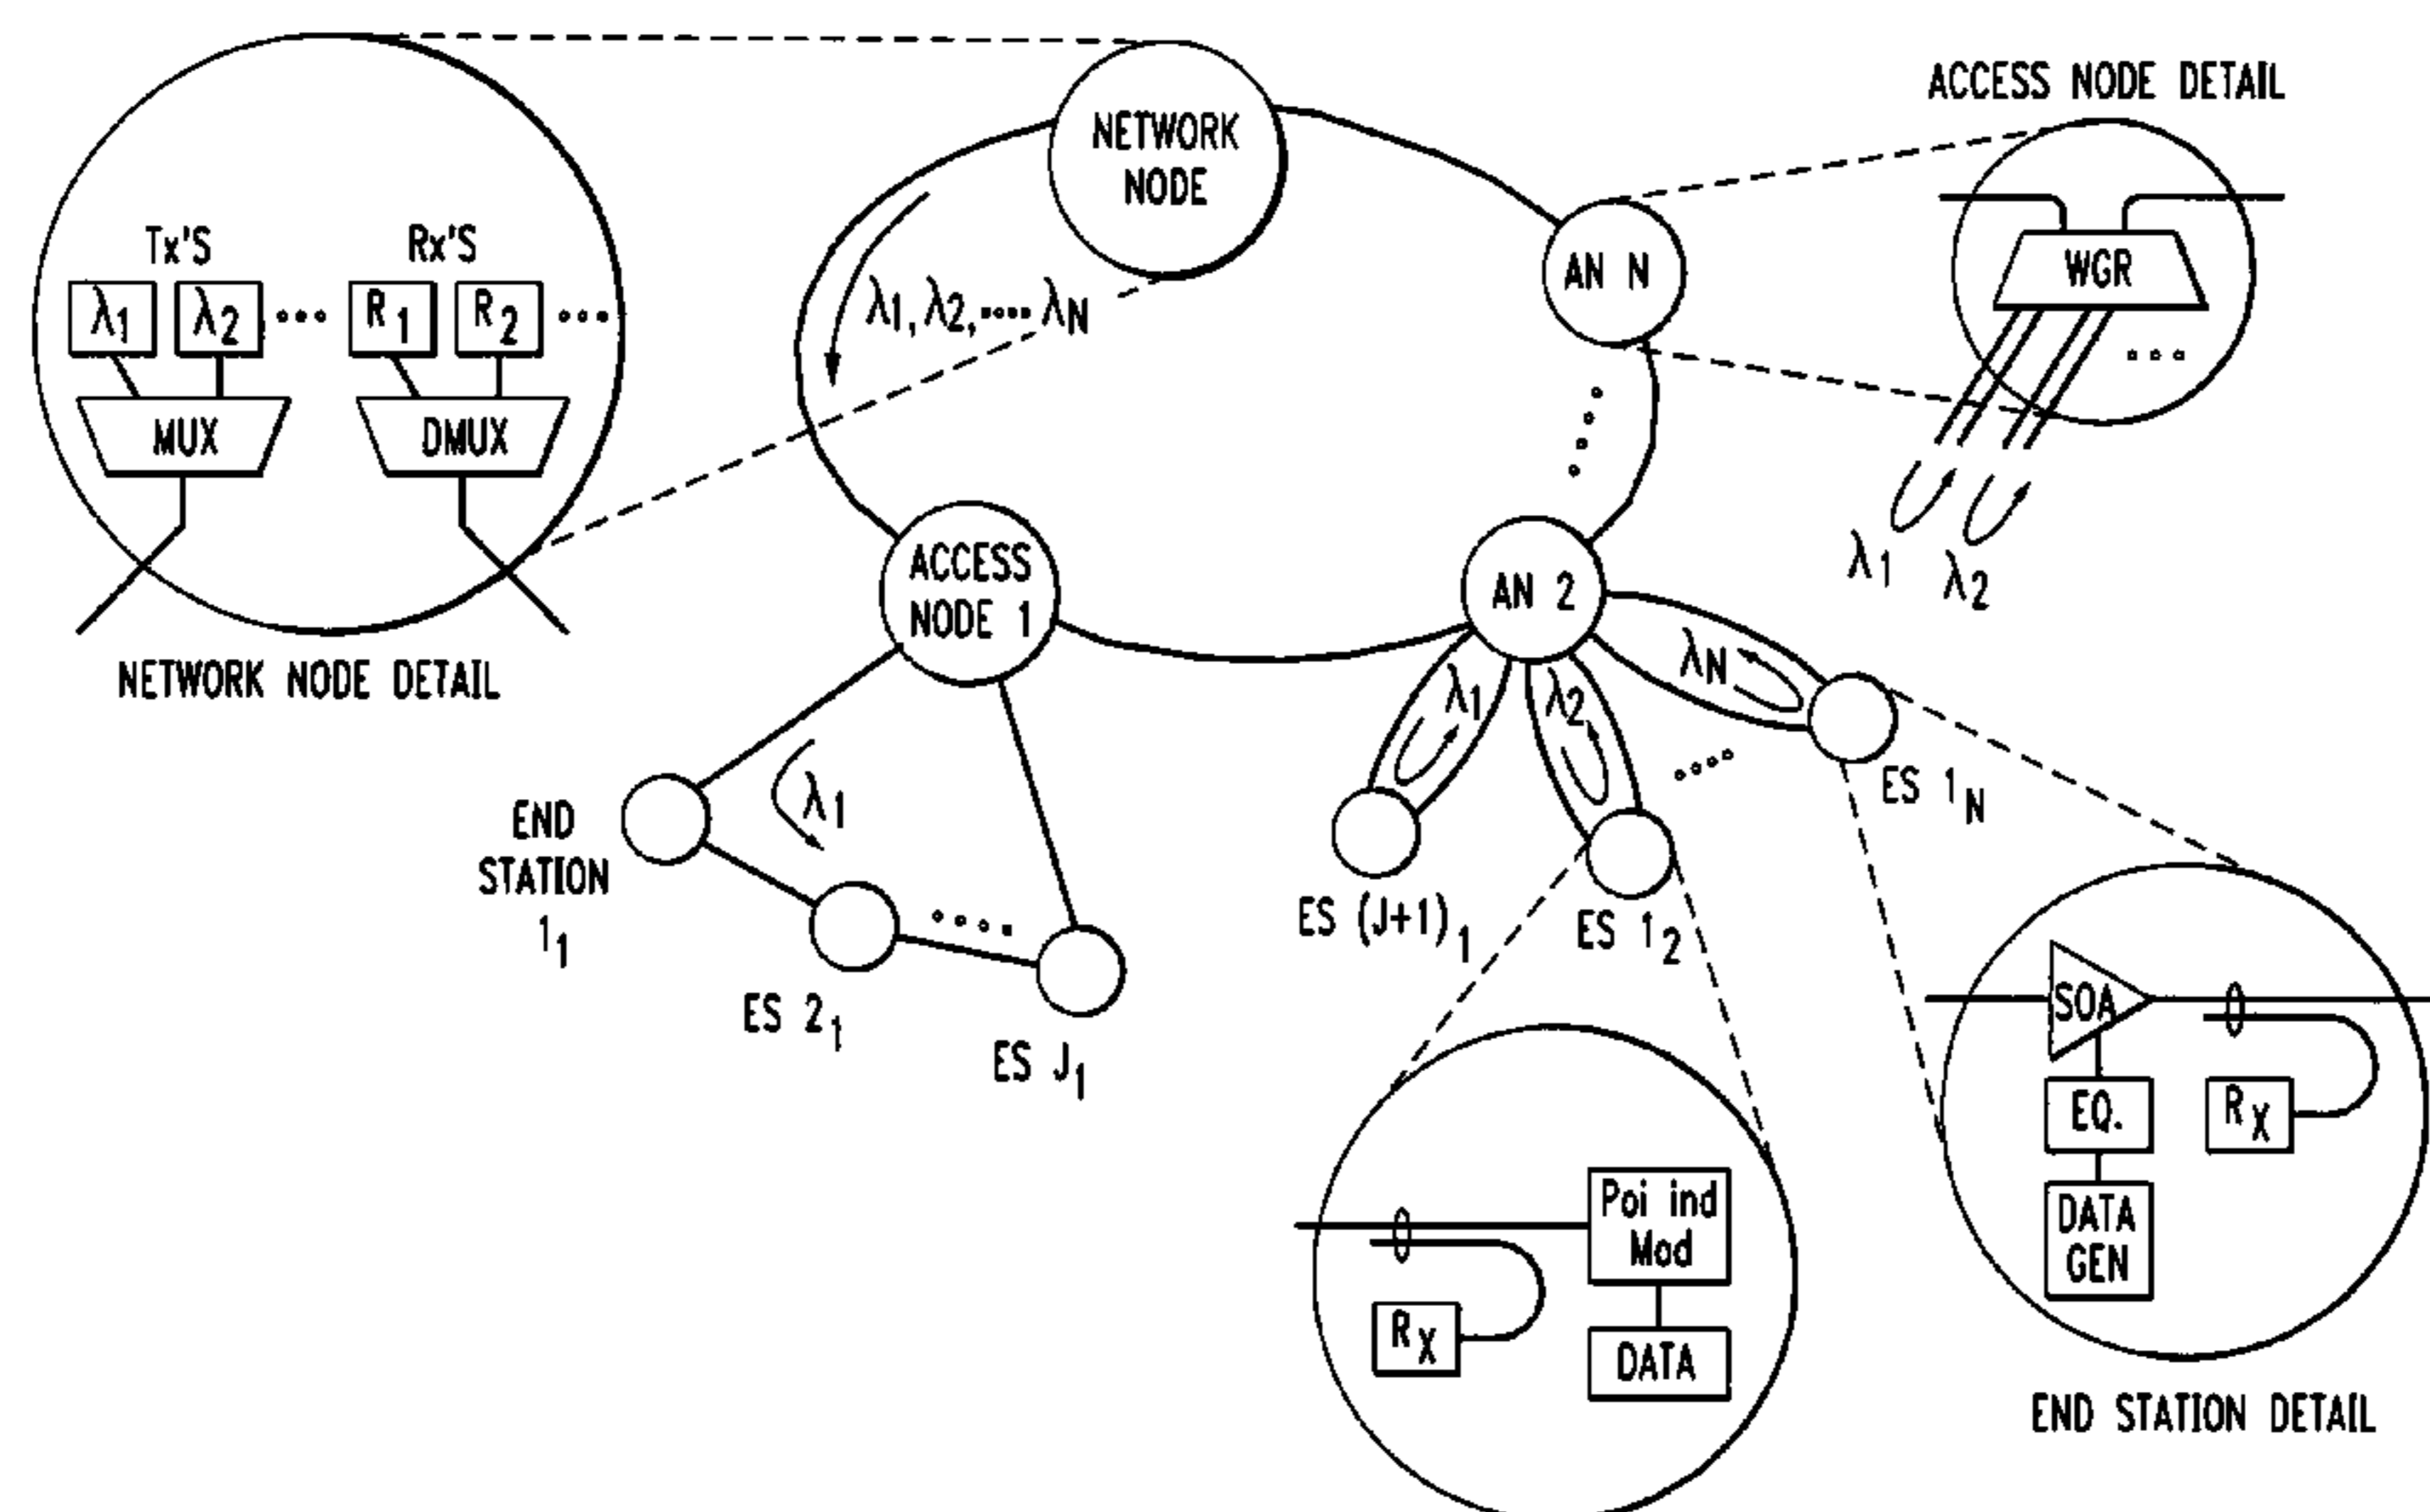 NETWORK
NODE
ACCESS NODE DETAIL
Tx'S
Rx'S
λ1
λ2
R1
R2
MUX
DMUX
NETWORK NODE DETAIL
λ1, λ2, .... λN
AN N
WGR
λ1
λ2
ACCESS
NODE 1
AN 2
λ1
λ2
λN
λ1
END
STATION
1₁
ES 2₁
ES J₁
ES (J+1)₁
ES 1₂
ES 1N
SOA
EQ.
RX
DATA
GEN
Poi ind
Mod
RX
DATA
END STATION DETAIL